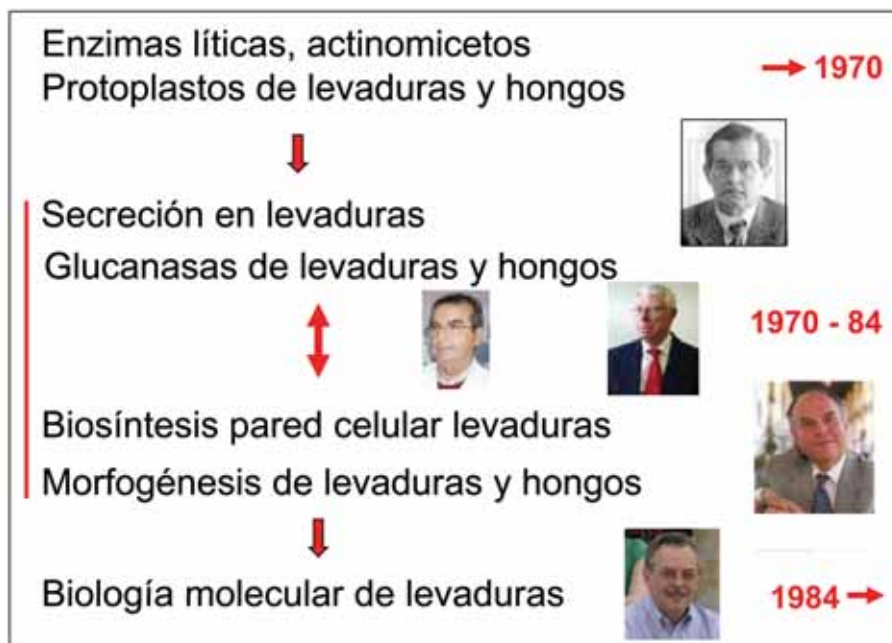 Enzimas líticas, actinomicetos
Protoplastos de levaduras y hongos
→ 1970
Secreción en levaduras
Glucanasas de levaduras y hongos
1970 - 84
Biosíntesis pared celular levaduras
Morfogénesis de levaduras y hongos
Biología molecular de levaduras
1984 →